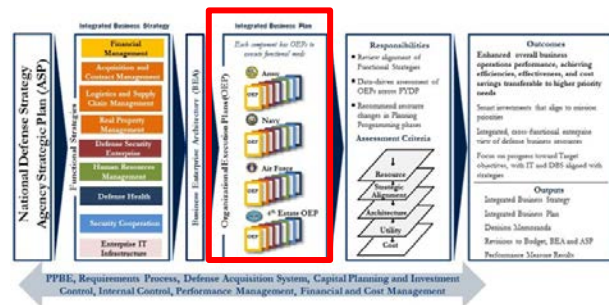 National Defense Strategy
Agency Strategic Plan (ASP)
Integrated Business Strategy
Functional Strategies
Financial
Management
Acquisition and
Contract Management
Logistics and Supply
Chain Management
Real Property
Management
Defense Security
Enterprise
Human Resources
Management
Defense Health
Security Cooperation
Enterprise IT
Infrastructure
Business Enterprise Architecture (BEA)
Integrated Business Plan
Organizational Execution Plans (OEP)
Each component has OEPs to
execute functional needs
Army
OEP
Navy
OEP
Air Force
OEP
4th Estate OEP
OEP
Responsibilities
• Review alignment of
Functional Strategies
• Data-driven assessment of
OEPs across FYDP
• Recommend resource
changes in Planning
Programming phases
Assessment Criteria
Resource
Strategic
Alignment
Architecture
Utility
Cost
Outcomes
Enhanced overall business
operations performance, achieving
efficiencies, effectiveness, and cost
savings transferable to higher priority
needs
Smart investments that align to mission
priorities
Integrated, cross-functional enterprise
view of defense business resources
Focus on progress toward Target
objectives, with IT and DBS aligned with
strategies
Outputs
Integrated Business Strategy
Integrated Business Plan
Decision Memoranda
Revisions to Budget, BEA and ASP
Performance Measure Results
PPBE, Requirements Process, Defense Acquisition System, Capital Planning and Investment
Control, Internal Control, Performance Management, Financial and Cost Management